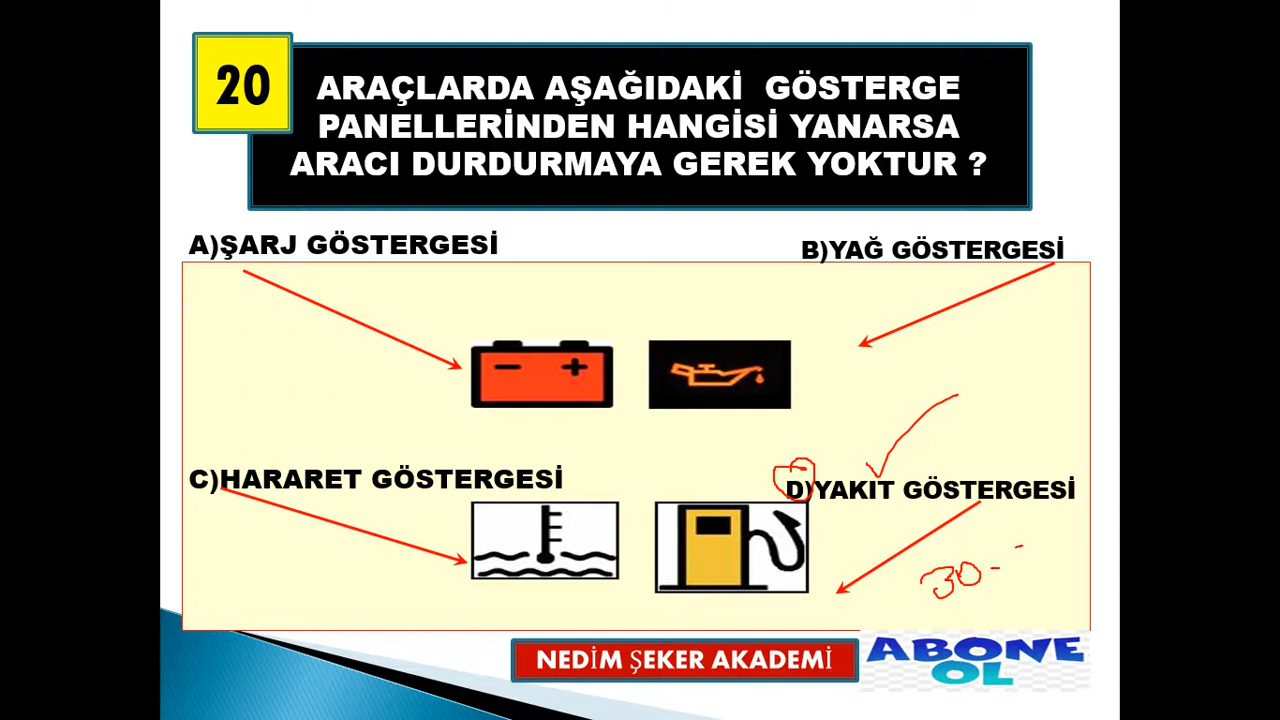 20
ARAÇLARDA AŞAĞIDAKİ GÖSTERGE
PANELLERİNDEN HANGİSİ YANARSA
ARACI DURDURMAYA GEREK YOKTUR ?
A)ŞARJ GÖSTERGESİ
B)YAĞ GÖSTERGESİ
C)HARARET GÖSTERGESİ
D)YAKIT GÖSTERGESİ
30
NEDİM ŞEKER AKADEMİ
ABONE
OL